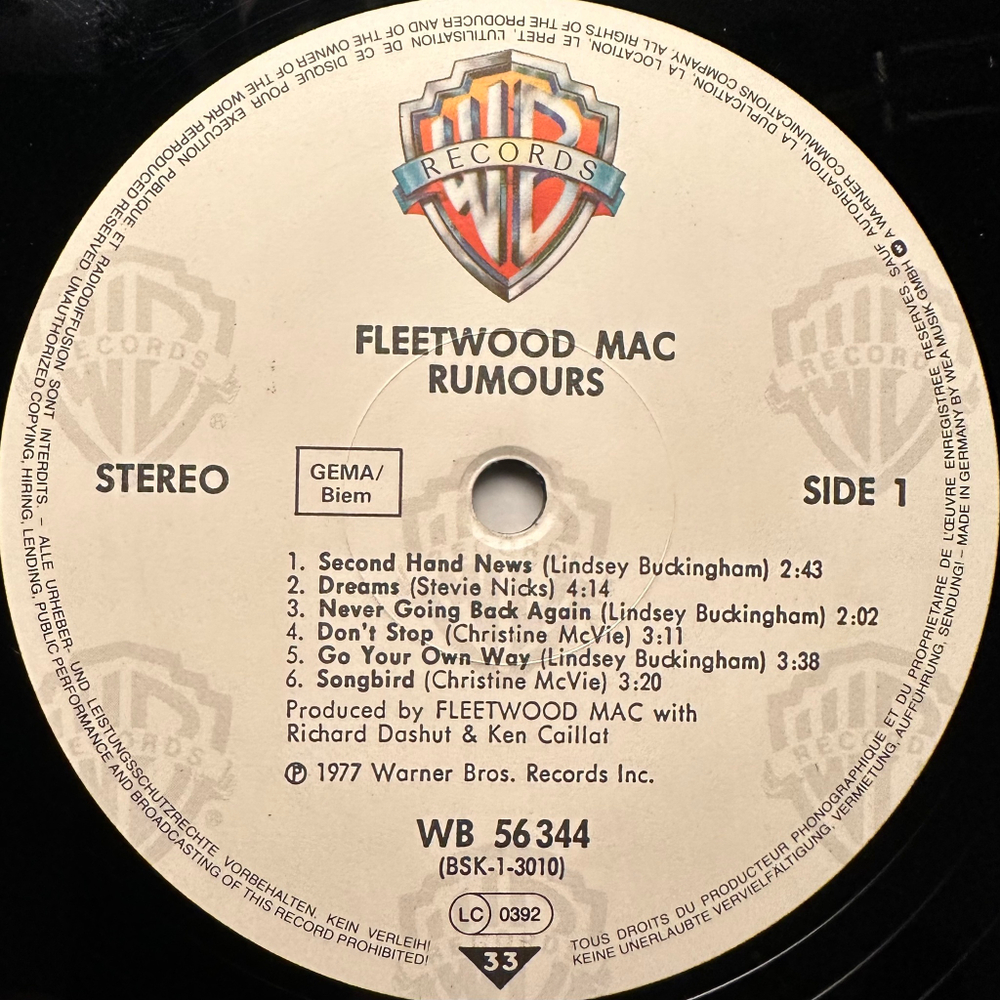 RECORDS
FLEETWOOD MAC
RUMOURS
STEREO
GEMA/
Biem
SIDE 1
1. Second Hand News (Lindsey Buckingham) 2:43
2. Dreams (Stevie Nicks) 4:14
3. Never Going Back Again (Lindsey Buckingham) 2:02
4. Don't Stop (Christine McVie) 3:11
5. Go Your Own Way (Lindsey Buckingham) 3:38
6. Songbird (Christine McVie) 3:20
Produced by FLEETWOOD MAC with
Richard Dashut & Ken Caillat
℗ 1977 Warner Bros. Records Inc.
WB 56 344
(BSK-1-3010)
LC 0392
33
TOUS DROITS DU PRODUCTEUR PHONOGRAPHIQUE ET DU PROPRIETAIRE DE L'ŒUVRE ENREGISTREE RESERVES. SAUF AUTORISATION, LA DUPLICATION, LA LOCATION, LE PRET, L'UTILISATION DE CE DISQUE POUR EXECUTION PUBLIQUE ET RADIODIFFUSION SONT INTERDITS – ALLE URHEBER- UND LEISTUNGSSCHUTZRECHTE VORBEHALTEN. KEIN VERLEIH!
KEINE UNERLAUBTE VERVIELFÄLTIGUNG, VERMIETUNG, AUFFÜHRUNG, SENDUNG! – MADE IN GERMANY BY WEA MUSIK GMBH A WARNER COMMUNICATIONS COMPANY. ALL RIGHTS OF THE PRODUCER AND OF THE OWNER OF THE WORK REPRODUCED RESERVED. UNAUTHORIZED COPYING, HIRING, LENDING, PUBLIC PERFORMANCE AND BROADCASTING OF THIS RECORD PROHIBITED!